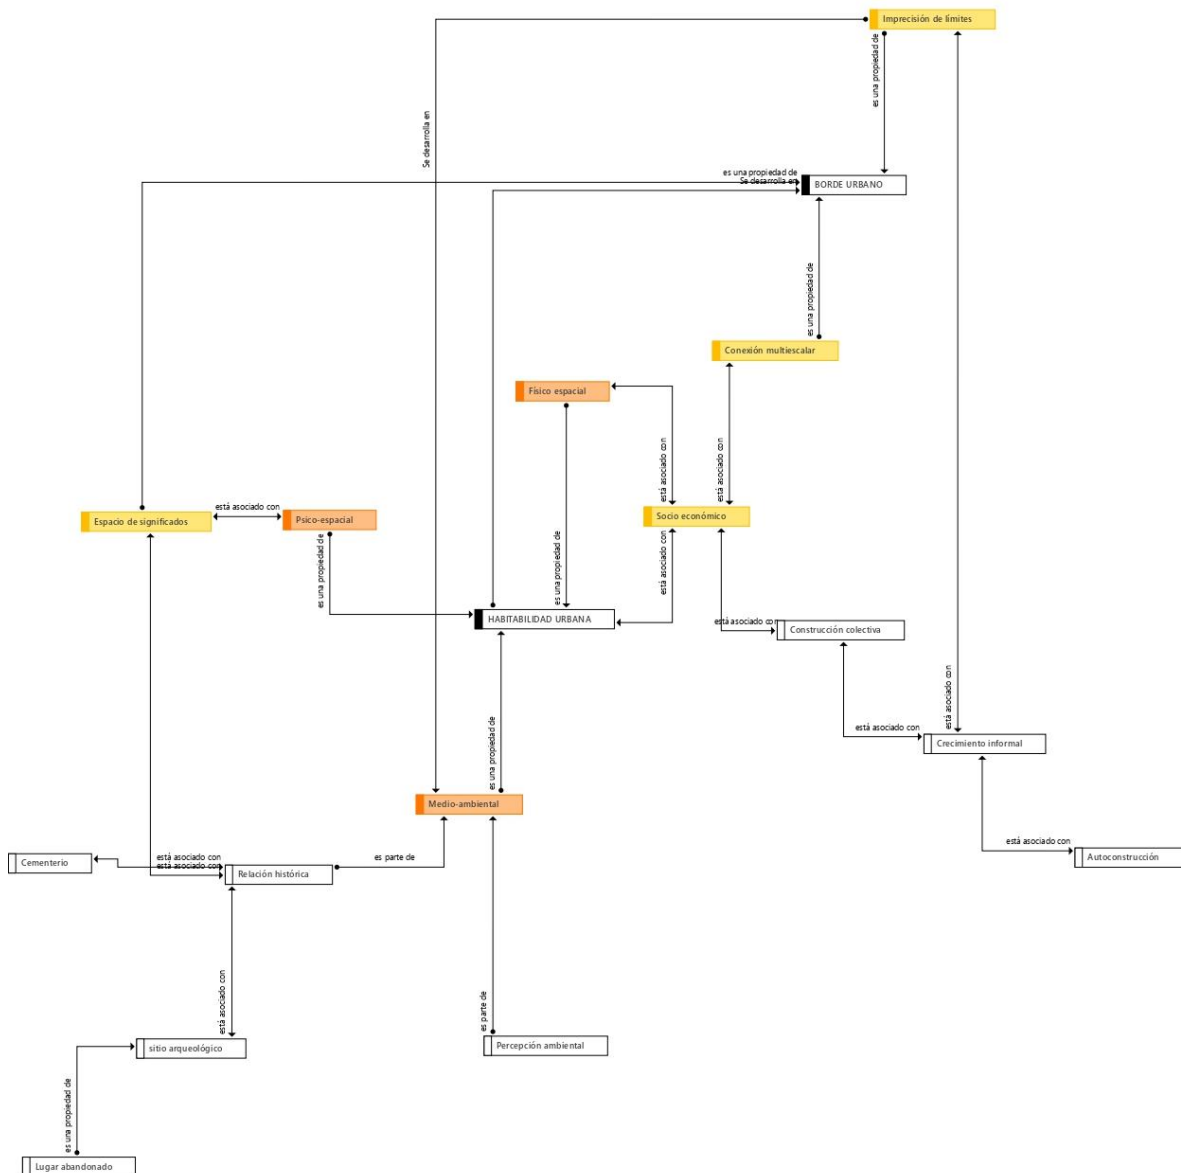 Imprecisión de límites
es una propiedad de
Se desarrolla en
es una propiedad de
Se desarrolla en
BORDE URBANO
es una propiedad de
Conexión multiescalar
Físico espacial
está asociado con
está asociado con
Espacio de significados
está asociado con
Psico-espacial
Socio económico
es una propiedad de
es una propiedad de
está asociado con
HABITABILIDAD URBANA
está asociado con
Construcción colectiva
está asociado con
está asociado con
Crecimiento informal
es una propiedad de
Medio-ambiental
está asociado con
Autoconstrucción
Cementerio
está asociado con
está asociado con
Relación histórica
es parte de
está asociado con
es parte de
sitio arqueológico
Percepción ambiental
es una propiedad de
Lugar abandonado